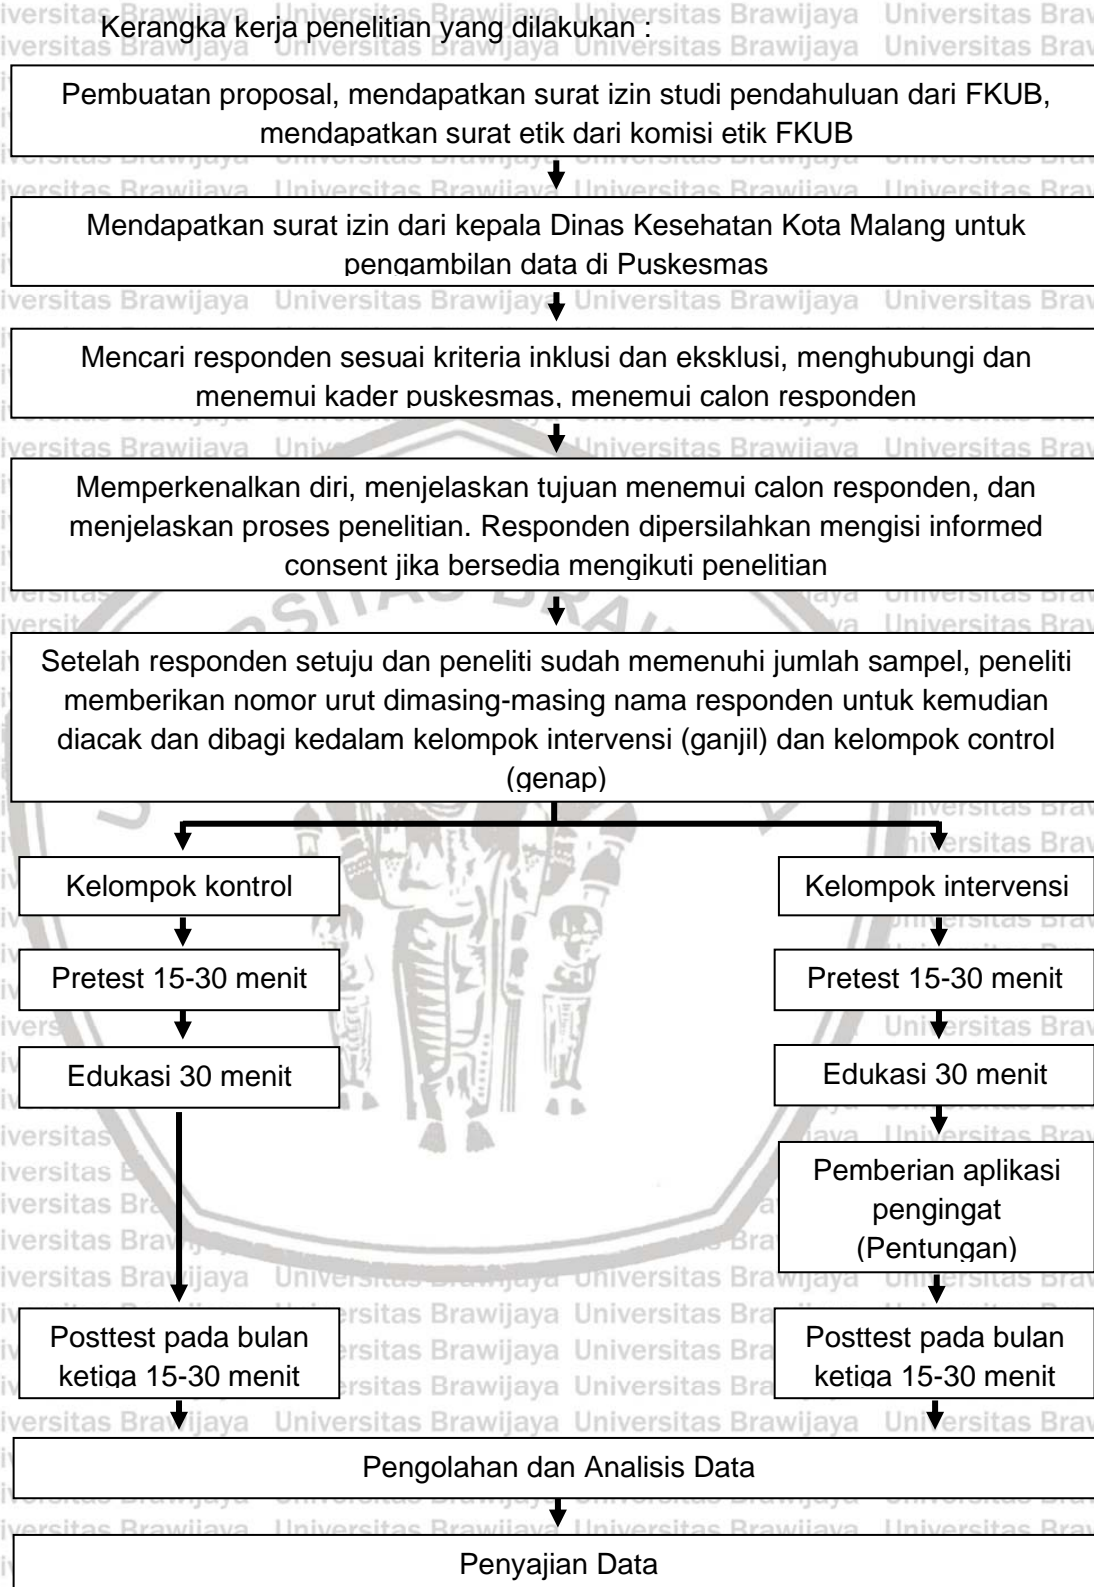 Kerangka kerja penelitian yang dilakukan :
Pembuatan proposal, mendapatkan surat izin studi pendahuluan dari FKUB,
mendapatkan surat etik dari komisi etik FKUB
Mendapatkan surat izin dari kepala Dinas Kesehatan Kota Malang untuk
pengambilan data di Puskesmas
Mencari responden sesuai kriteria inklusi dan eksklusi, menghubungi dan
menemui kader puskesmas, menemui calon responden
Memperkenalkan diri, menjelaskan tujuan menemui calon responden, dan
menjelaskan proses penelitian. Responden dipersilahkan mengisi informed
consent jika bersedia mengikuti penelitian
Setelah responden setuju dan peneliti sudah memenuhi jumlah sampel, peneliti
memberikan nomor urut dimasing-masing nama responden untuk kemudian
diacak dan dibagi kedalam kelompok intervensi (ganjil) dan kelompok control
(genap)
Kelompok kontrol
Kelompok intervensi
Pretest 15-30 menit
Pretest 15-30 menit
Edukasi 30 menit
Edukasi 30 menit
Pemberian aplikasi
pengingat
(Pentungan)
Posttest pada bulan
ketiga 15-30 menit
Posttest pada bulan
ketiga 15-30 menit
Pengolahan dan Analisis Data
Penyajian Data